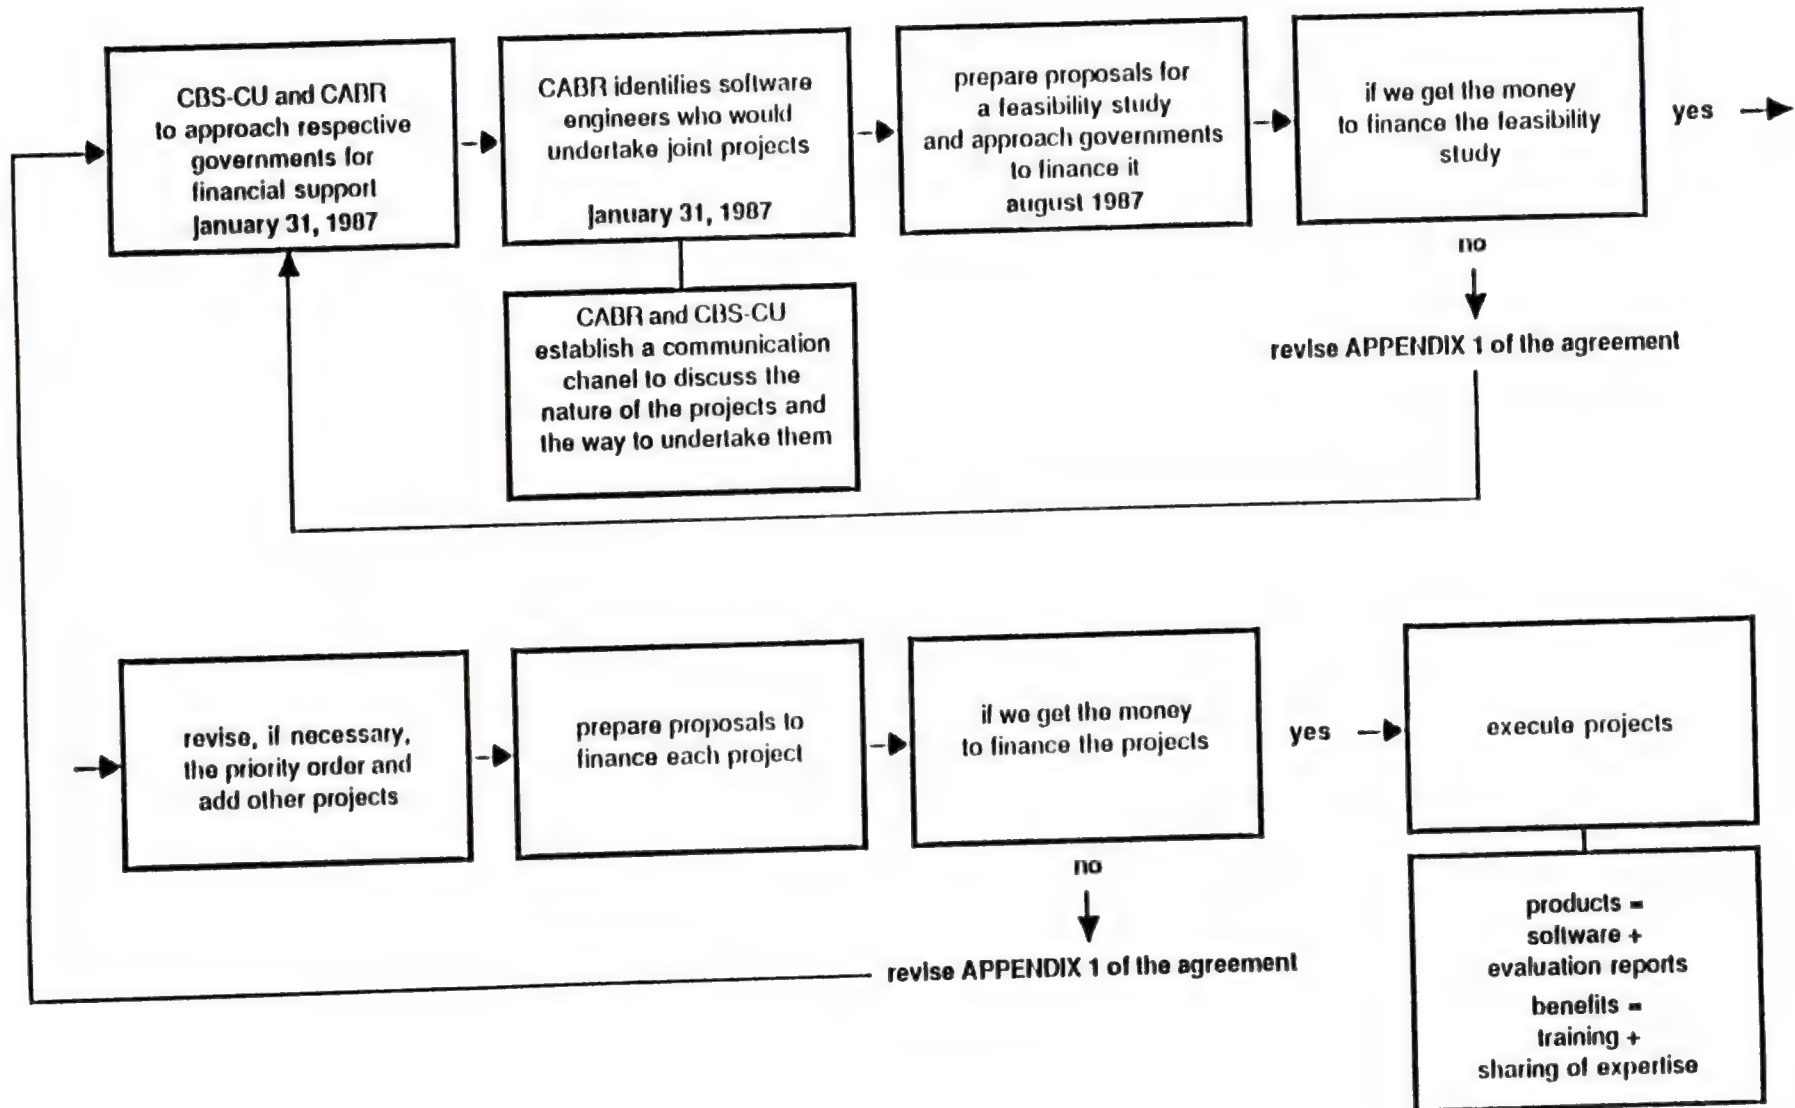 CBS-CU and CABR
to approach respective
governments for
financial support
January 31, 1987
CABR identifies software
engineers who would
undertake joint projects
January 31, 1987
CABR and CBS-CU
establish a communication
chanel to discuss the
nature of the projects and
the way to undertake them
prepare proposals for
a feasibility study
and approach governments
to finance it
august 1987
if we get the money
to finance the feasibility
study
yes
no
revise APPENDIX 1 of the agreement
revise, if necessary,
the priority order and
add other projects
prepare proposals to
finance each project
if we get the money
to finance the projects
yes
no
revise APPENDIX 1 of the agreement
execute projects
products =
software +
evaluation reports
benefits =
training +
sharing of expertise